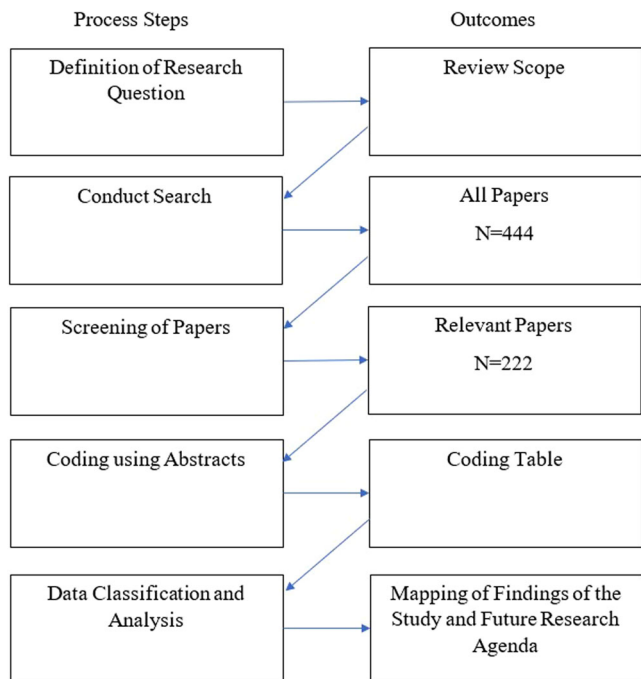 Process Steps
Outcomes
Definition of Research
Question
Review Scope
Conduct Search
All Papers
N=444
Screening of Papers
Relevant Papers
N=222
Coding using Abstracts
Coding Table
Data Classification and
Analysis
Mapping of Findings of the
Study and Future Research
Agenda